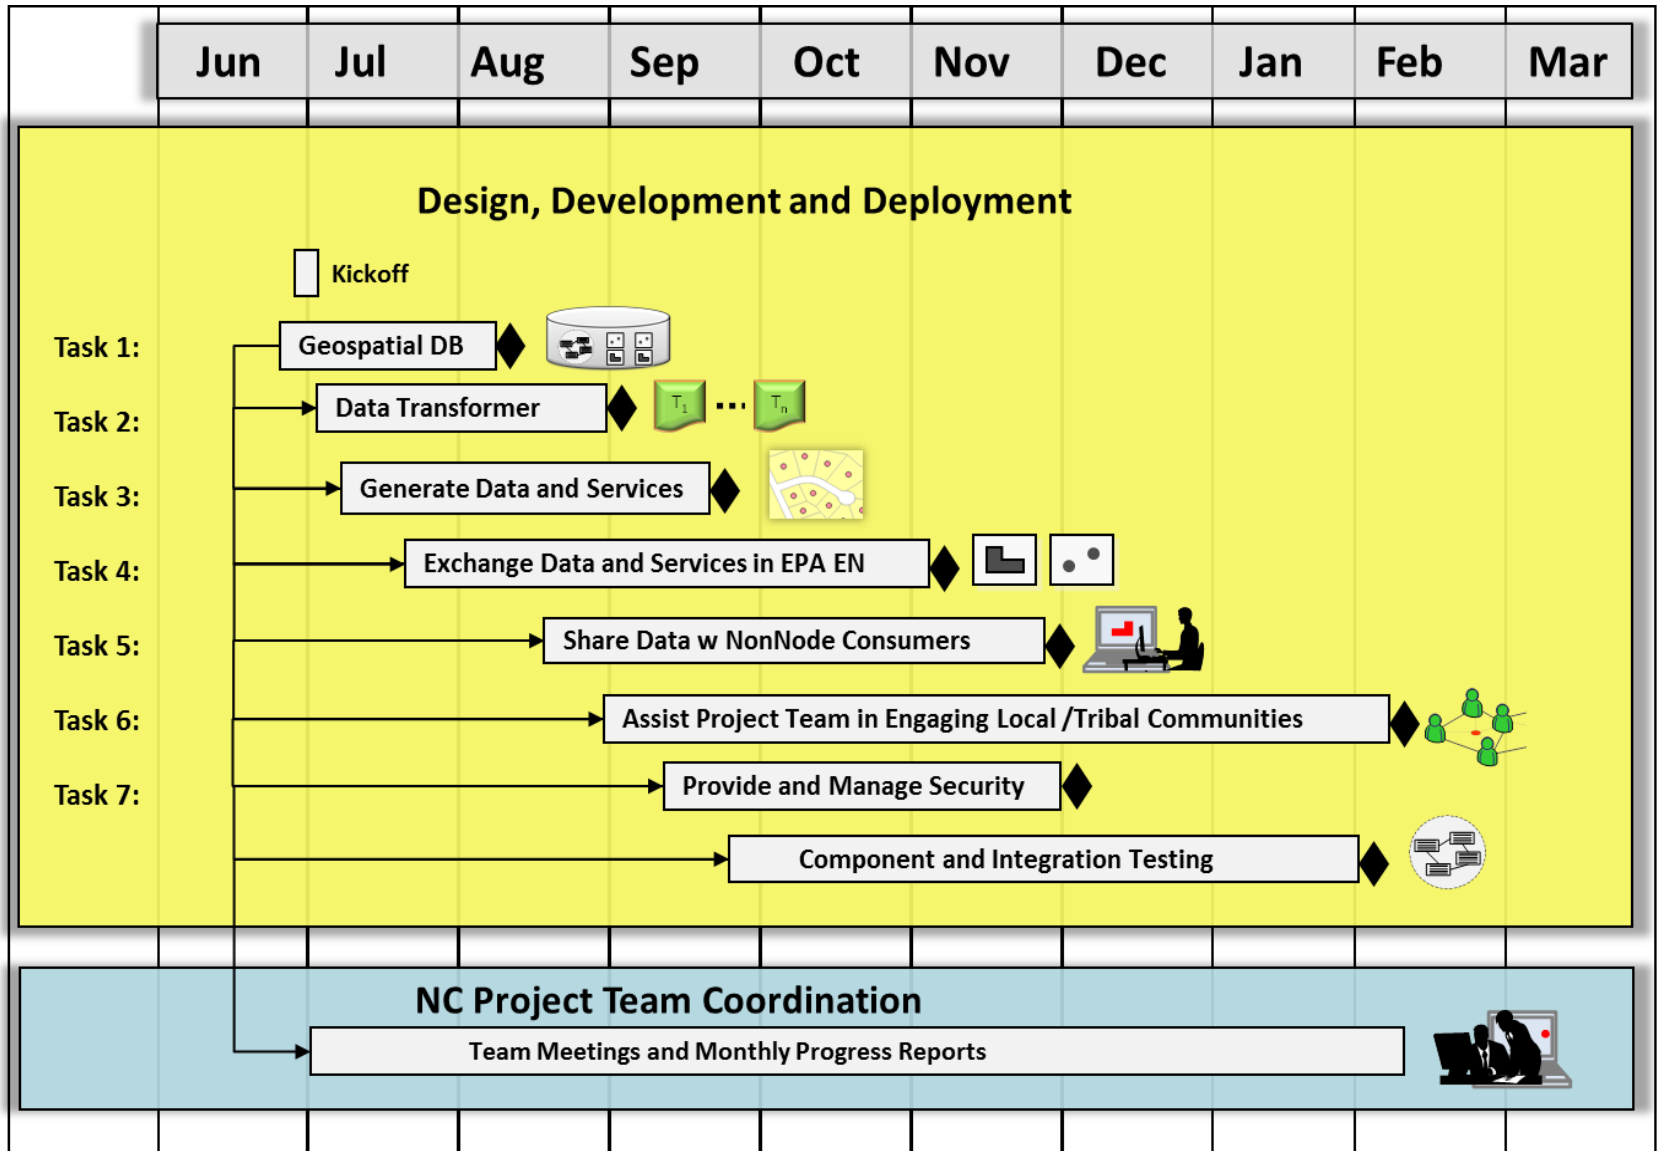 Jun Jul Aug Sep Oct Nov Dec Jan Feb Mar
Design, Development and Deployment
Kickoff
Task 1: Geospatial DB
Task 2: Data Transformer T1 ... Tn
Task 3: Generate Data and Services
Task 4: Exchange Data and Services in EPA EN
Task 5: Share Data w NonNode Consumers
Task 6: Assist Project Team in Engaging Local /Tribal Communities
Task 7: Provide and Manage Security
Component and Integration Testing
NC Project Team Coordination
Team Meetings and Monthly Progress Reports